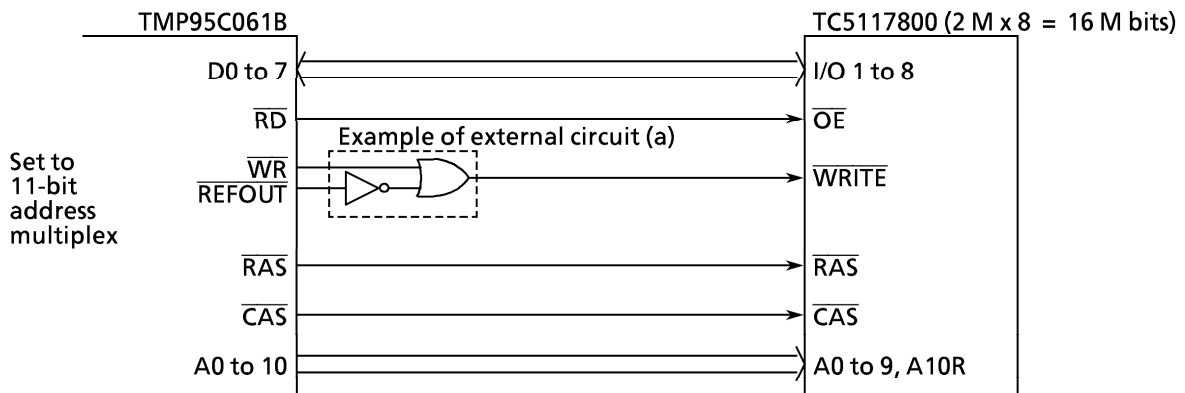 TMP95C061B
TC5117800 (2 M x 8 = 16 M bits)
D0 to 7
I/O 1 to 8
RD
OE
Example of external circuit (a)
Set to
11-bit
address
multiplex
WR
REFOUT
WRITE
RAS
RAS
CAS
CAS
A0 to 10
A0 to 9, A10R